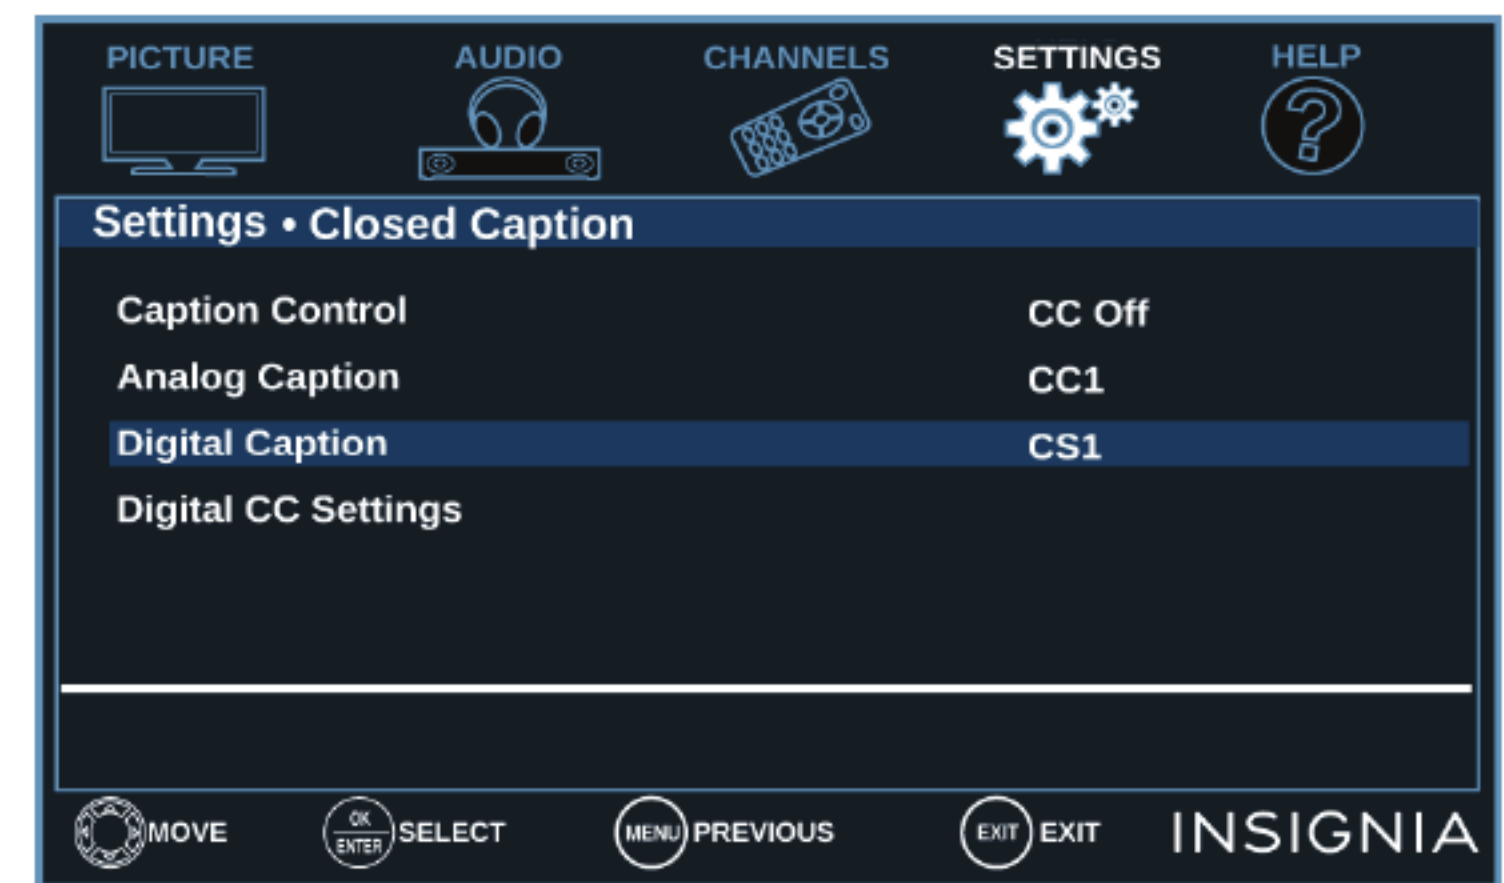 PICTURE AUDIO CHANNELS SETTINGS HELP
Settings • Closed Caption
Caption Control CC Off
Analog Caption CC1
Digital Caption CS1
Digital CC Settings
MOVE OK ENTER SELECT MENU PREVIOUS EXIT EXIT INSIGNIA